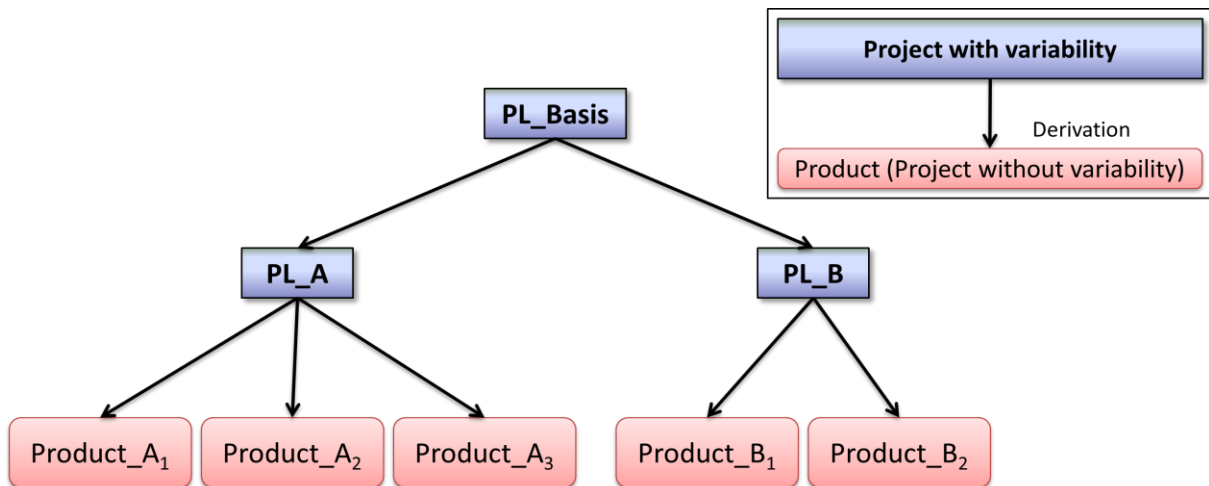 Project with variability
PL_Basis
Derivation
Product (Project without variability)
PL_A
PL_B
Product_A₁
Product_A₂
Product_A₃
Product_B₁
Product_B₂